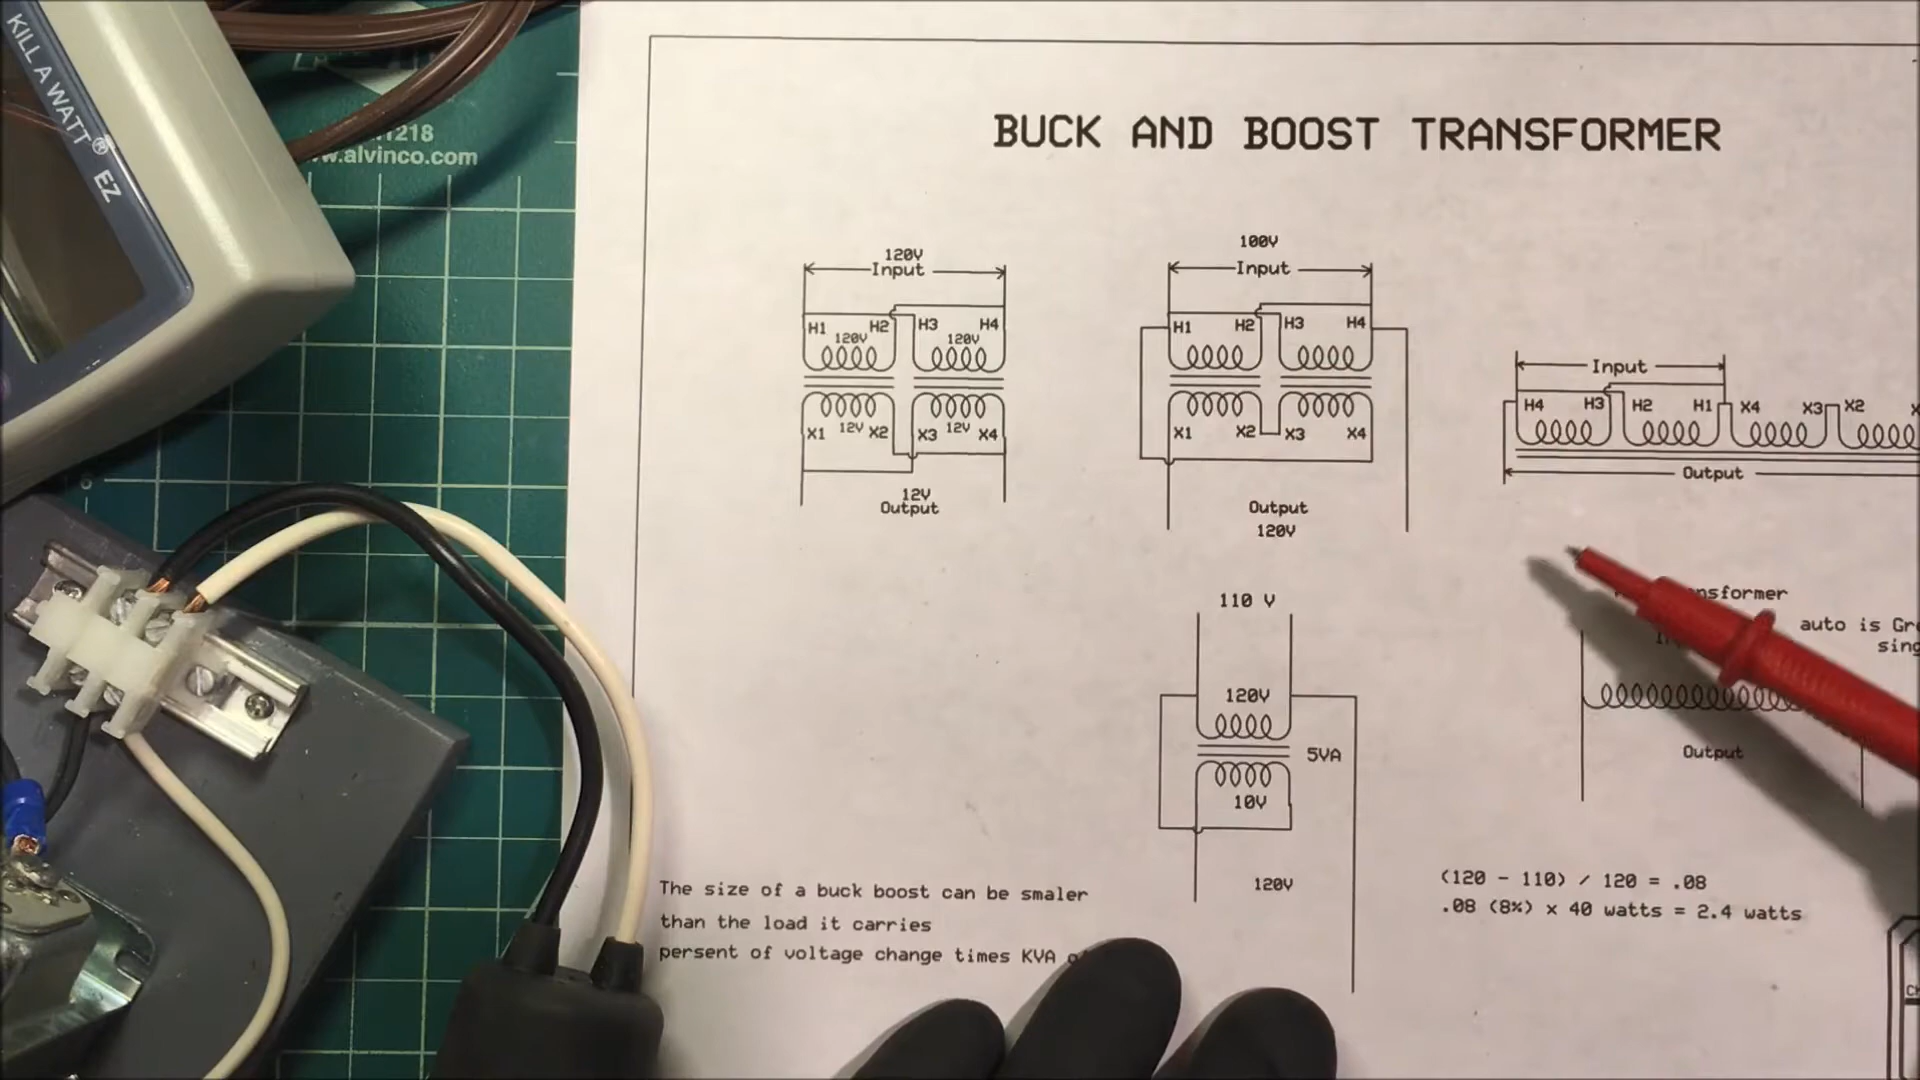 KILL A WATT® EZ
1218
w.alvinco.com
BUCK AND BOOST TRANSFORMER
120V
Input
H1 H2 H3 H4
120V 120V
X1 12V X2 X3 12V X4
12V
Output
100V
Input
H1 H2 H3 H4
X1 X2 X3 X4
Output
120V
Input
H4 H3 H2 H1 X4 X3 X2
Output
110 V
120V
5VA
10V
120V
nsformer
auto is Gre
sing
Output
The size of a buck boost can be smaler
than the load it carries
persent of voltage change times KVA
(120 - 110) / 120 = .08
.08 (8%) x 40 watts = 2.4 watts